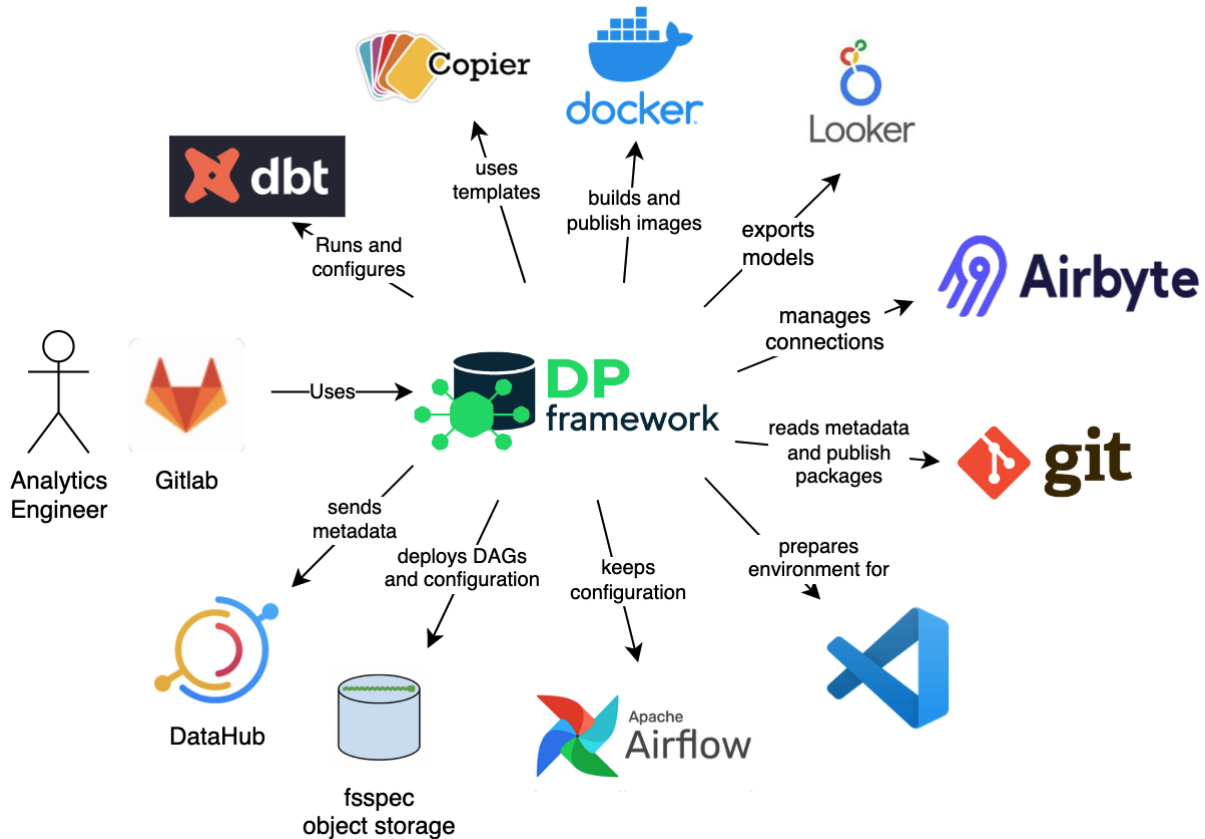 Copier
docker
Looker
dbt
uses
templates
builds and
publish images
exports
models
Runs and
configures
Airbyte
manages
connections
Uses
DP
framework
reads metadata
and publish
packages
git
Analytics
Engineer
Gitlab
sends
metadata
deploys DAGs
and configuration
keeps
configuration
prepares
environment for
DataHub
Apache
Airflow
fsspec
object storage